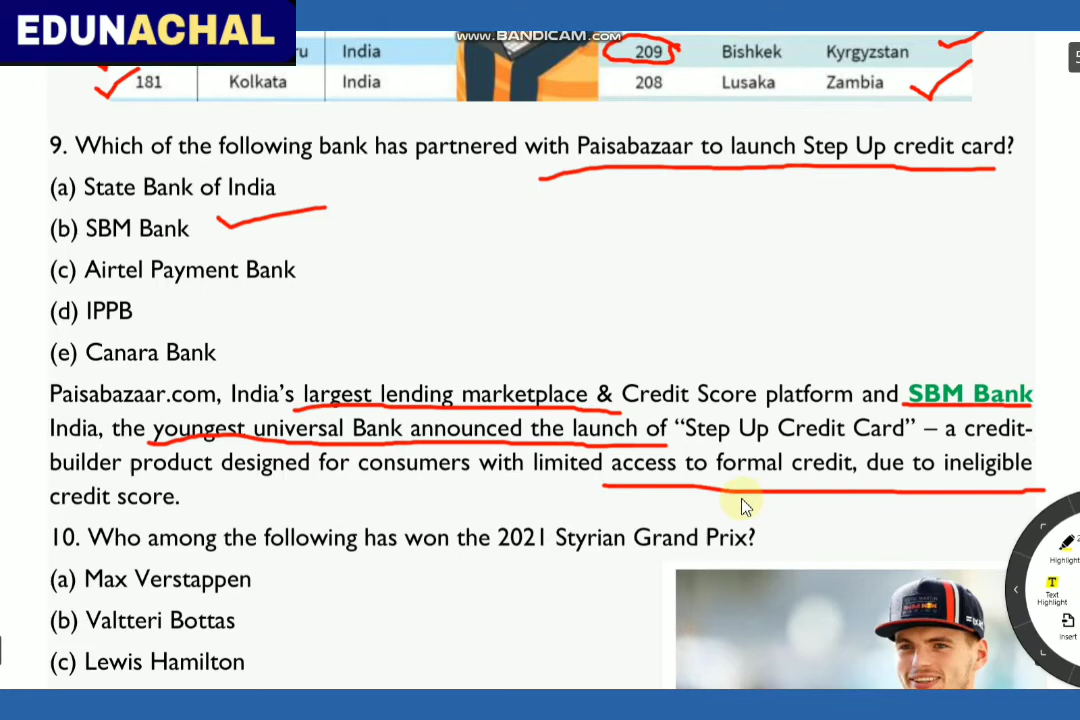 EDUNACHAL
www.BANDICAM.com
ru India 209 Bishkek Kyrgyzstan
181 Kolkata India 208 Lusaka Zambia
9. Which of the following bank has partnered with Paisabazaar to launch Step Up credit card?
(a) State Bank of India
(b) SBM Bank
(c) Airtel Payment Bank
(d) IPPB
(e) Canara Bank
Paisabazaar.com, India's largest lending marketplace & Credit Score platform and SBM Bank
India, the youngest universal Bank announced the launch of “Step Up Credit Card” – a credit-
builder product designed for consumers with limited access to formal credit, due to ineligible
credit score.
10. Who among the following has won the 2021 Styrian Grand Prix?
(a) Max Verstappen
(b) Valtteri Bottas
(c) Lewis Hamilton
Highlight
T
Text
Highlight
Insert